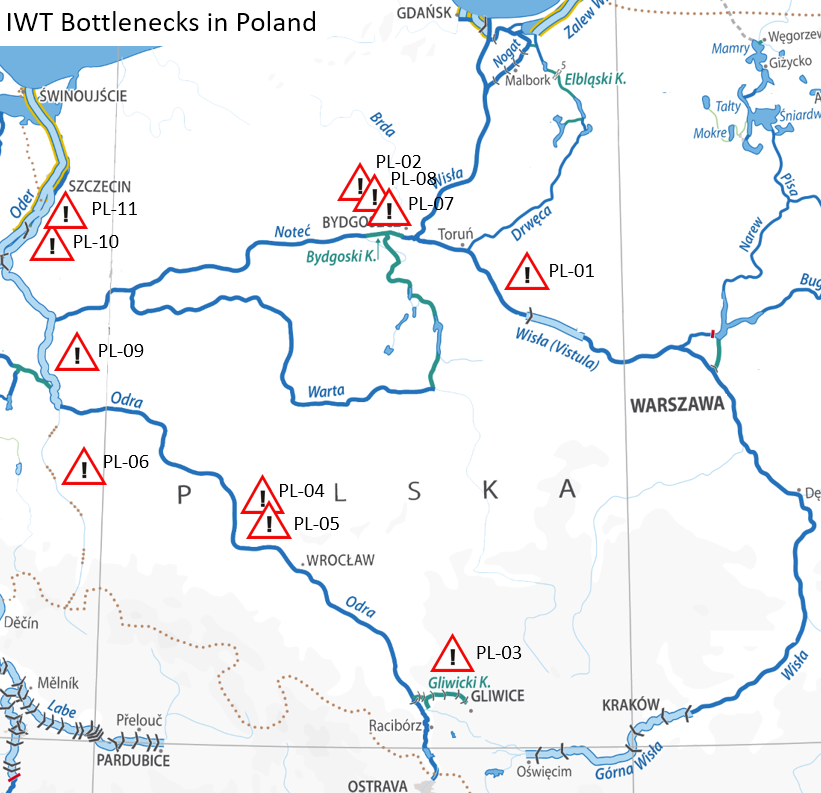 IWT Bottlenecks in Poland
GDAŃSK
Nogat
Malbork
5
Elbląski K.
Węgorzew
Mamry
Giżycko
Tałty
Śniardw
Mokre
ŚWINOUJŚCIE
Brda
PL-02
PL-08
PL-07
Wisła
SZCZECIN
PL-11
PL-10
Oder
Pisa
Narew
Bug
Noteć
Bydgoski K.
Toruń
Drwęca
PL-01
Wisła (Vistula)
PL-09
Warta
WARSZAWA
Odra
PL-06
P L S K A
PL-04
PL-05
WROCŁAW
Odra
PL-03
Gliwicki K.
GLIWICE
Racibórz
OSTRAVA
Děčín
Mělník
Labe
Přelouč
PARDUBICE
KRAKÓW
Wisła
Oświęcim
Górna Wisła